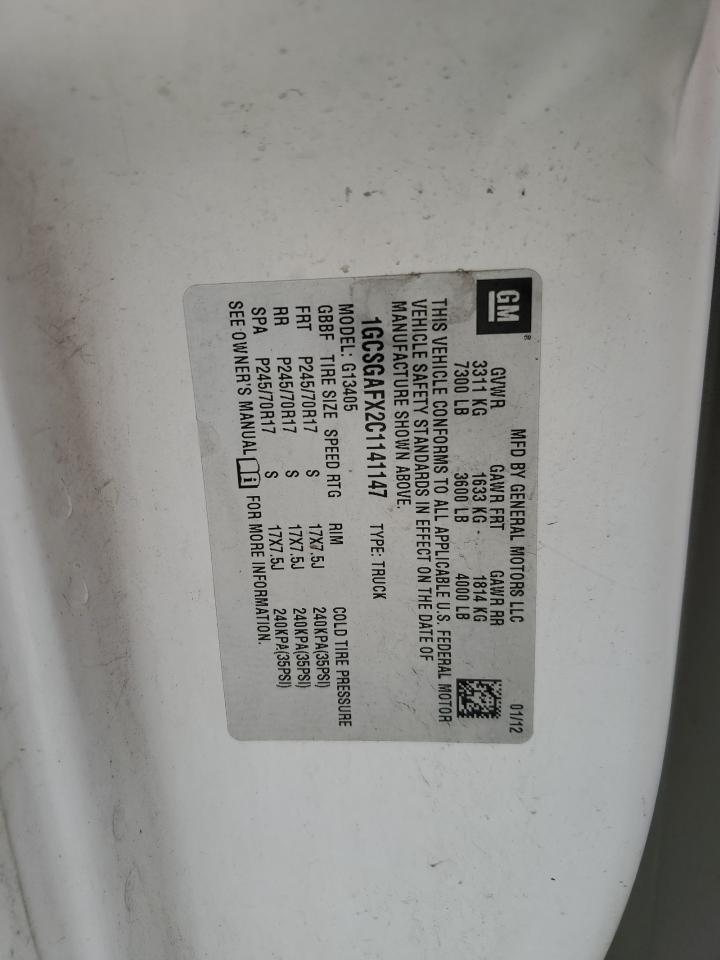 GM®
MFD BY GENERAL MOTORS LLC 01/12
GVWR GAWR FRT GAWR RR
3311 KG 1633 KG 1814 KG
7300 LB 3600 LB 4000 LB
THIS VEHICLE CONFORMS TO ALL APPLICABLE U.S. FEDERAL MOTOR
VEHICLE SAFETY STANDARDS IN EFFECT ON THE DATE OF
MANUFACTURE SHOWN ABOVE.
1GCSGAFX2C1141147 TYPE: TRUCK
MODEL: G13405
GBBF TIRE SIZE SPEED RTG RIM COLD TIRE PRESSURE
FRT P245/70R17 S 17X7.5J 240KPA(35PSI)
RR P245/70R17 S 17X7.5J 240KPA(35PSI)
SPA P245/70R17 S 17X7.5J 240KPA(35PSI)
SEE OWNER'S MANUAL FOR MORE INFORMATION.